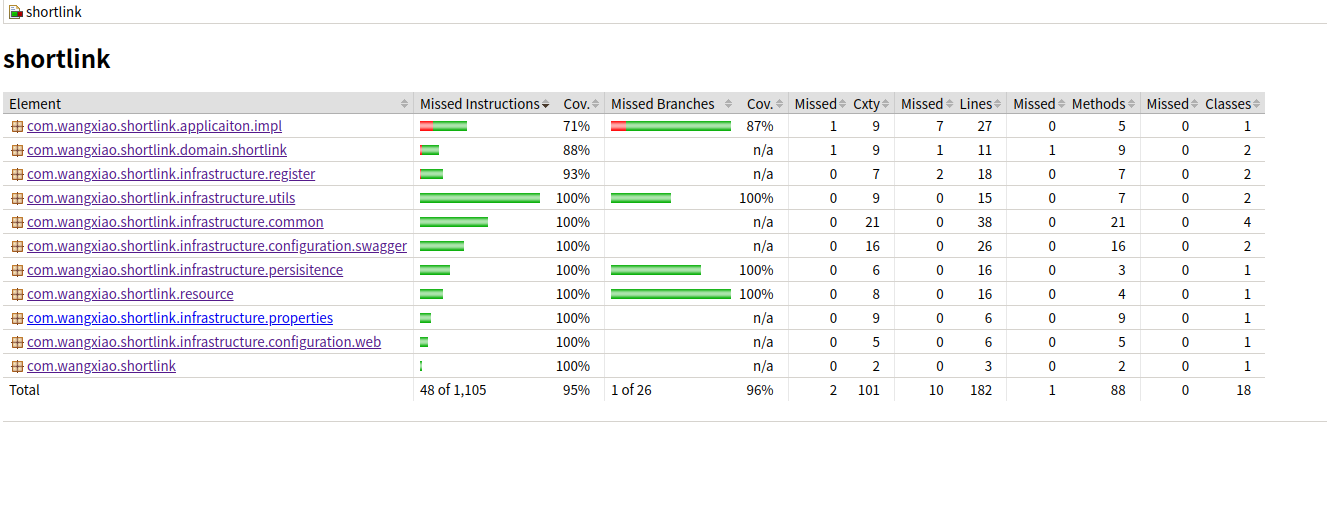 shortlink
shortlink
Element Missed Instructions Cov. Missed Branches Cov. Missed Cxty Missed Lines Missed Methods Missed Classes
com.wangxiao.shortlink.applicaiton.impl 71% 87% 1 9 7 27 0 5 0 1
com.wangxiao.shortlink.domain.shortlink 88% n/a 1 9 1 11 1 9 0 2
com.wangxiao.shortlink.infrastructure.register 93% n/a 0 7 2 18 0 7 0 2
com.wangxiao.shortlink.infrastructure.utils 100% 100% 0 9 0 15 0 7 0 2
com.wangxiao.shortlink.infrastructure.common 100% n/a 0 21 0 38 0 21 0 4
com.wangxiao.shortlink.infrastructure.configuration.swagger 100% n/a 0 16 0 26 0 16 0 2
com.wangxiao.shortlink.infrastructure.persisitence 100% 100% 0 6 0 16 0 3 0 1
com.wangxiao.shortlink.resource 100% 100% 0 8 0 16 0 4 0 1
com.wangxiao.shortlink.infrastructure.properties 100% n/a 0 9 0 6 0 9 0 1
com.wangxiao.shortlink.infrastructure.configuration.web 100% n/a 0 5 0 6 0 5 0 1
com.wangxiao.shortlink 100% n/a 0 2 0 3 0 2 0 1
Total 48 of 1,105 95% 1 of 26 96% 2 101 10 182 1 88 0 18